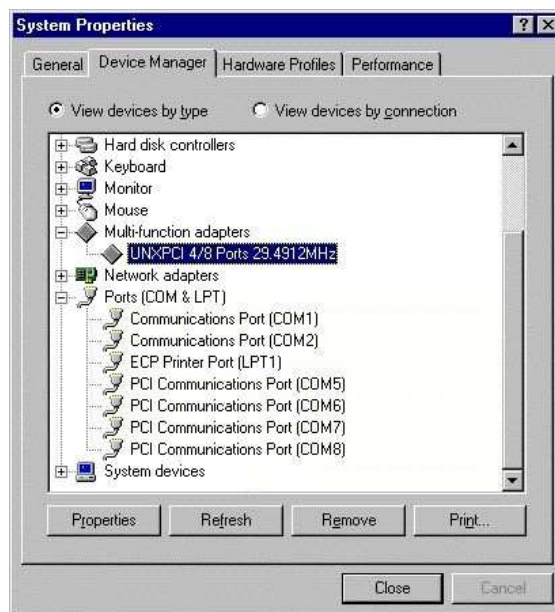 System Properties
General Device Manager Hardware Profiles Performance
View devices by type View devices by connection
Hard disk controllers
Keyboard
Monitor
Mouse
Multi-function adapters
UNXPCI 4/8 Ports 29.4912MHz
Network adapters
Ports (COM & LPT)
Communications Port (COM1)
Communications Port (COM2)
ECP Printer Port (LPT1)
PCI Communications Port (COM5)
PCI Communications Port (COM6)
PCI Communications Port (COM7)
PCI Communications Port (COM8)
System devices
Properties Refresh Remove Print...
Close Cancel